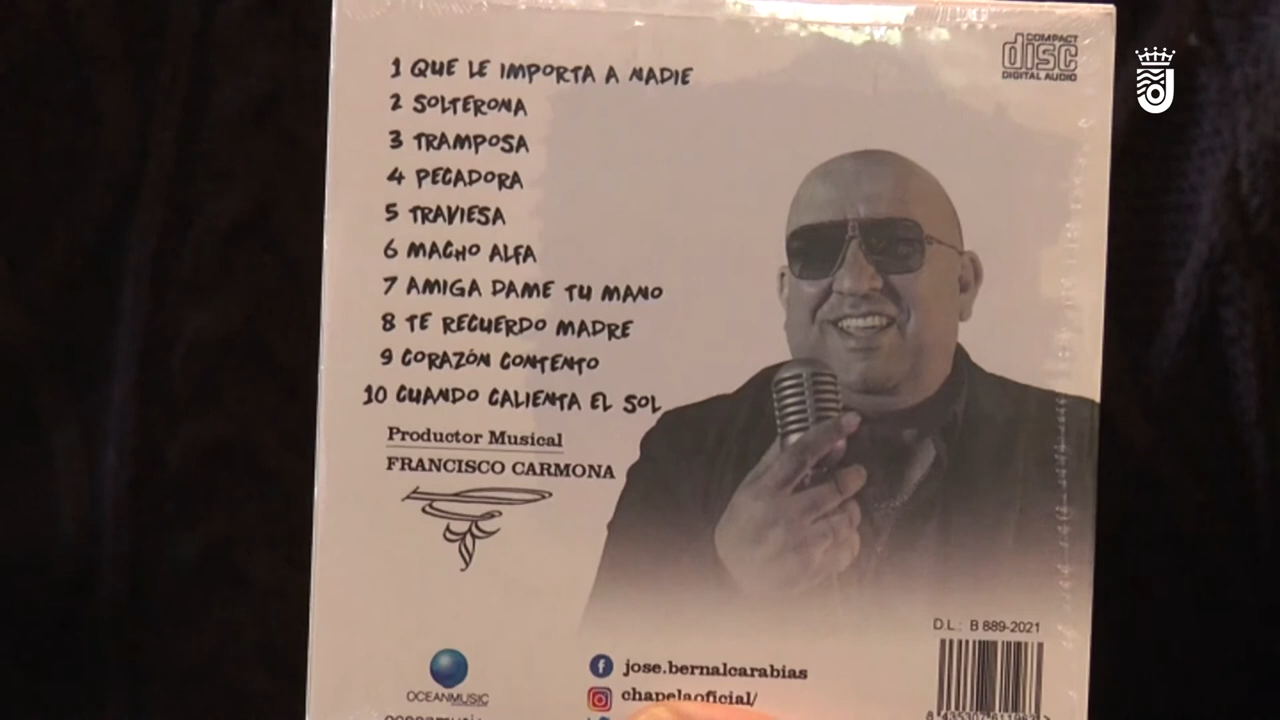 1 QUE LE IMPORTA A NADIE
2 SOLTERONA
3 TRAMPOSA
4 PECADORA
5 TRAVIESA
6 MACHO ALFA
7 AMIGA DAME TU MANO
8 TE RECUERDO MADRE
9 CORAZÓN CONTENTO
10 CUANDO CALIENTA EL SOL
Productor Musical
FRANCISCO CARMONA
COMPACT
disc
DIGITAL AUDIO
D.L.: B 889-2021
OCEANMUSIC
jose.bernalcarabias
chapelaoficial/